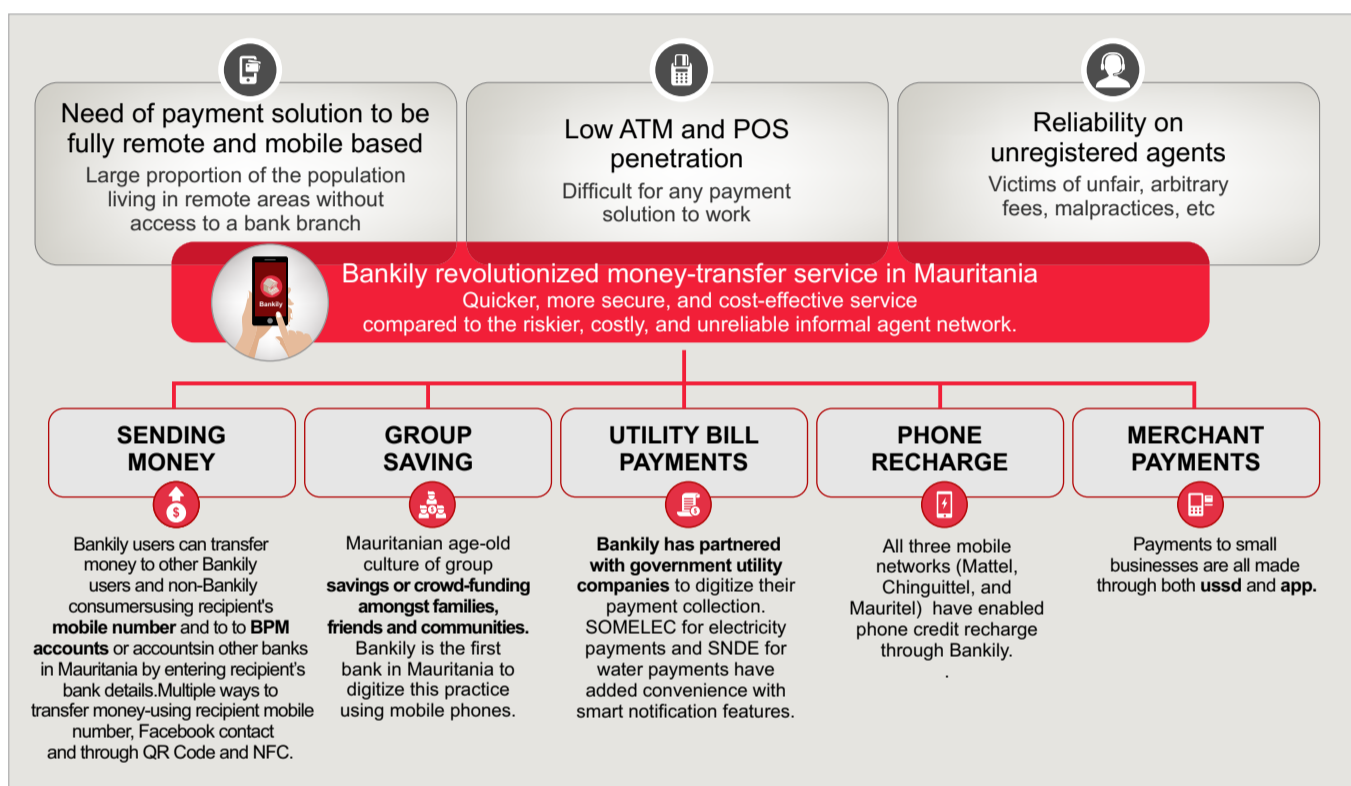 Need of payment solution to be
fully remote and mobile based
Large proportion of the population
living in remote areas without
access to a bank branch
Low ATM and POS
penetration
Difficult for any payment
solution to work
Reliability on
unregistered agents
Victims of unfair, arbitrary
fees, malpractices, etc
Bankily
Bankily revolutionized money-transfer service in Mauritania
Quicker, more secure, and cost-effective service
compared to the riskier, costly, and unreliable informal agent network.
SENDING
MONEY
$
Bankily users can transfer
money to other Bankily
users and non-Bankily
consumersusing recipient's
mobile number and to to BPM
accounts or accountsin other banks
in Mauritania by entering recipient's
bank details.Multiple ways to
transfer money-using recipient mobile
number, Facebook contact
and through QR Code and NFC.
GROUP
SAVING
Mauritanian age-old
culture of group
savings or crowd-funding
amongst families,
friends and communities.
Bankily is the first
bank in Mauritania to
digitize this practice
using mobile phones.
UTILITY BILL
PAYMENTS
Bankily has partnered
with government utility
companies to digitize their
payment collection.
SOMELEC for electricity
payments and SNDE for
water payments have
added convenience with
smart notification features.
PHONE
RECHARGE
All three mobile
networks (Mattel,
Chinguittel, and
Mauritel) have enabled
phone credit recharge
through Bankily.
.
MERCHANT
PAYMENTS
Payments to small
businesses are all made
through both ussd and app.